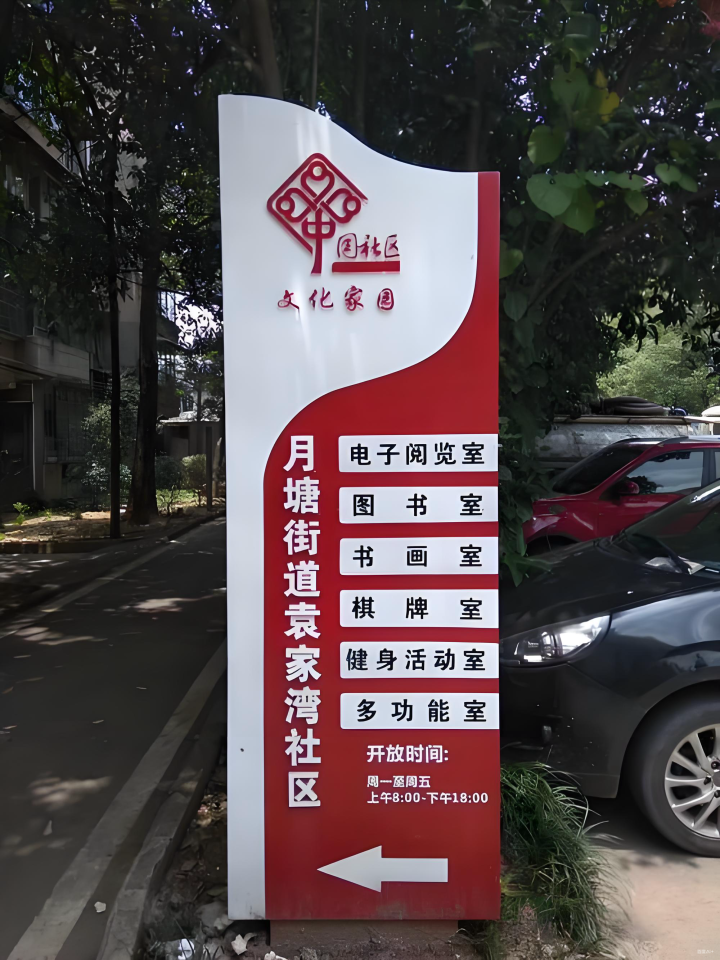 中国社区
文化家园
月塘街道袁家湾社区
电子阅览室
图书室
书画室
棋牌室
健身活动室
多功能室
开放时间:
周一至周五
上午8:00-下午18:00